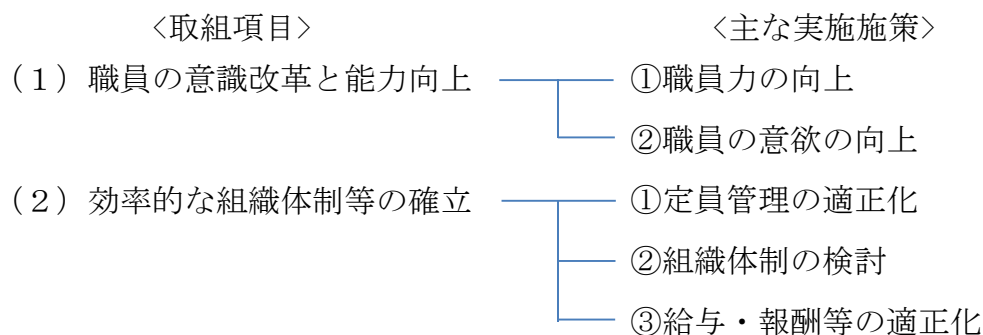 <取組項目> <主な実施施策>
(1)職員の意識改革と能力向上 ①職員力の向上
②職員の意欲の向上
(2)効率的な組織体制等の確立 ①定員管理の適正化
②組織体制の検討
③給与・報酬等の適正化